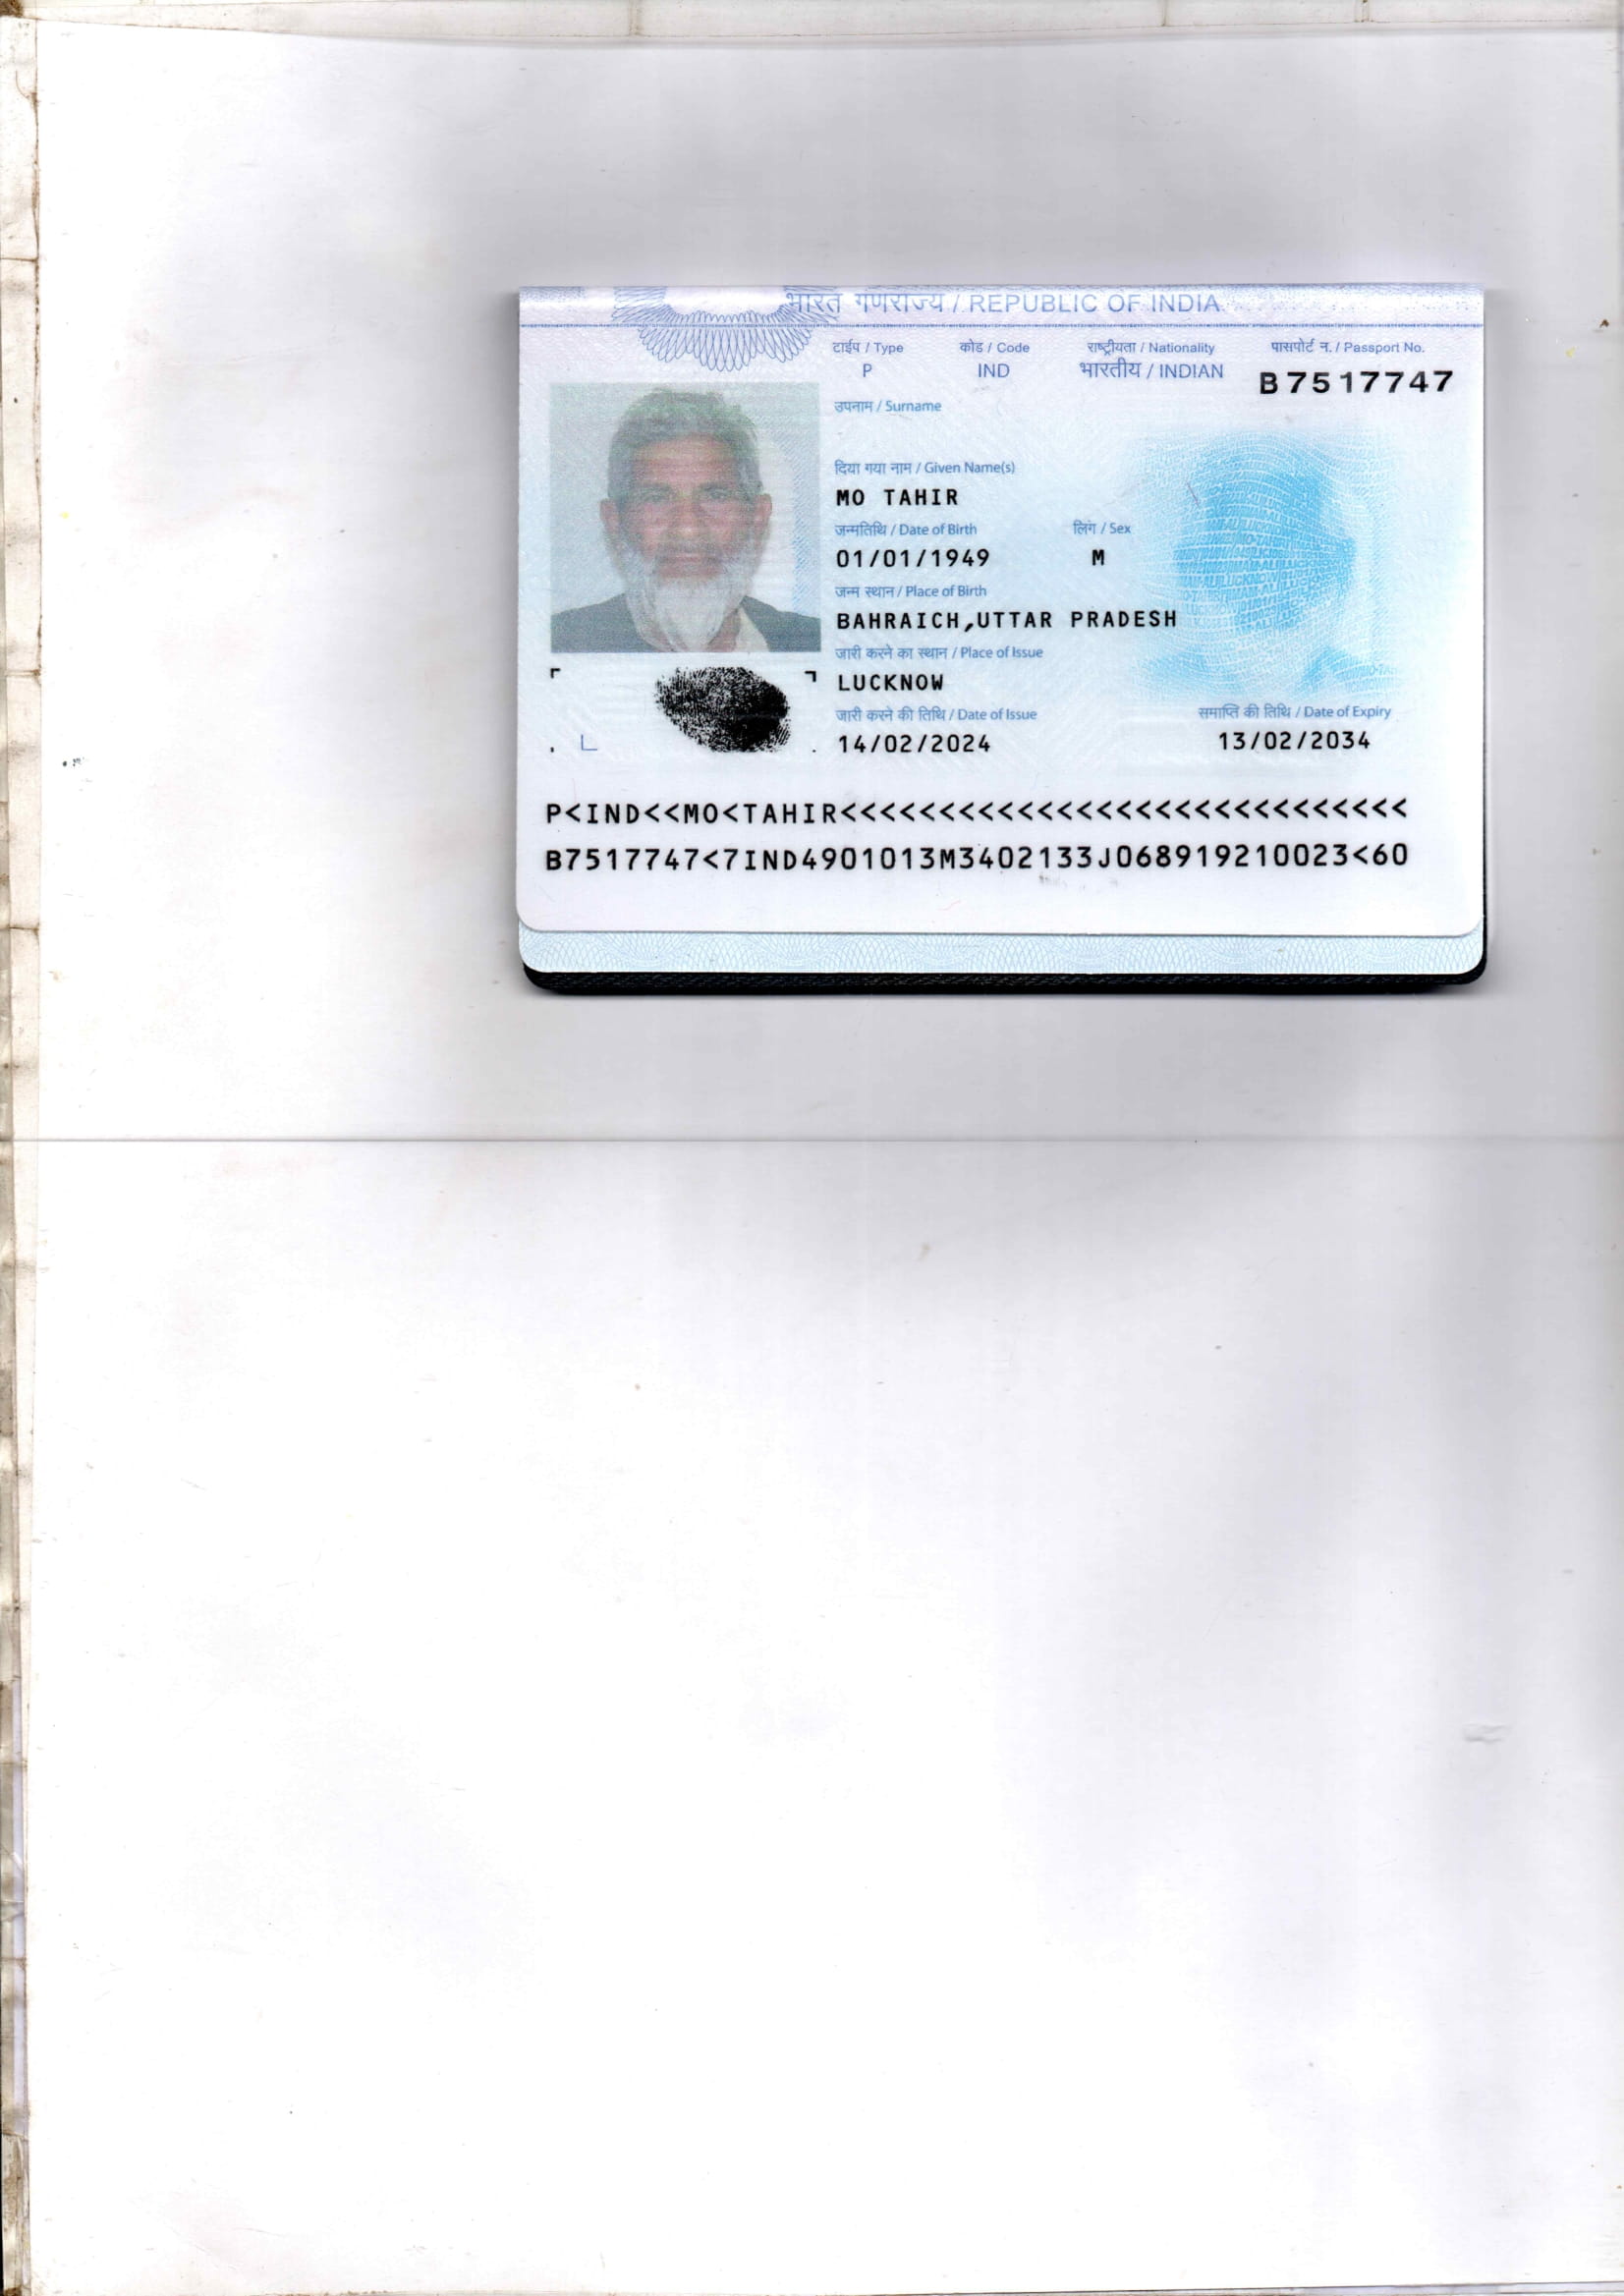 भारत गणराज्य / REPUBLIC OF INDIA
टाईप / Type कोड / Code राष्ट्रीयता / Nationality पासपोर्ट न. / Passport No.
P IND भारतीय / INDIAN B7517747
उपनाम / Surname
दिया गया नाम / Given Name(s)
MO TAHIR
जन्मतिथि / Date of Birth लिंग / Sex
01/01/1949 M
जन्म स्थान / Place of Birth
BAHRAICH,UTTAR PRADESH
जारी करने का स्थान / Place of Issue
LUCKNOW
जारी करने की तिथि / Date of Issue समाप्ति की तिथि / Date of Expiry
14/02/2024 13/02/2034
P<IND<<MO<TAHIR<<<<<<<<<<<<<<<<<<<<<<<<<<<<<
B7517747<7IND4901013M3402133J068919210023<60